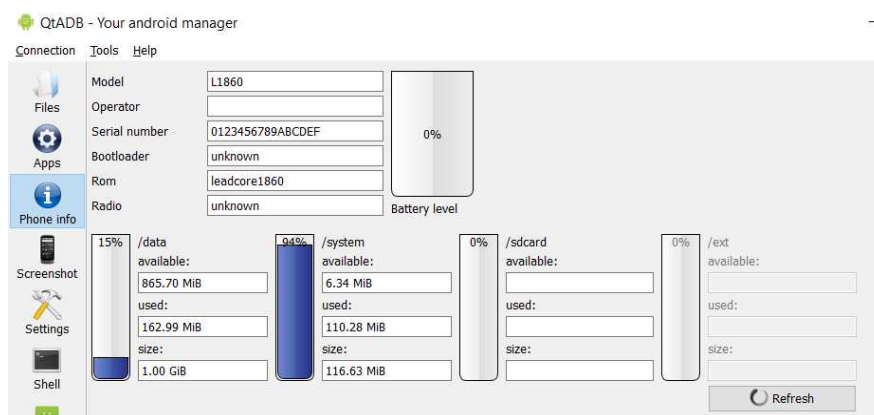 QtADB - Your android manager
Connection Tools Help
Files
Apps
Phone info
Screenshot
Settings
Shell
Model L1860
Operator
Serial number 0123456789ABCDEF
Bootloader unknown
Rom leadcore1860
Radio unknown
0%
Battery level
15% /data
available:
865.70 MiB
used:
162.99 MiB
size:
1.00 GiB
94% /system
available:
6.34 MiB
used:
110.28 MiB
size:
116.63 MiB
0% /sdcard
available:
used:
size:
0% /ext
available:
used:
size:
Refresh